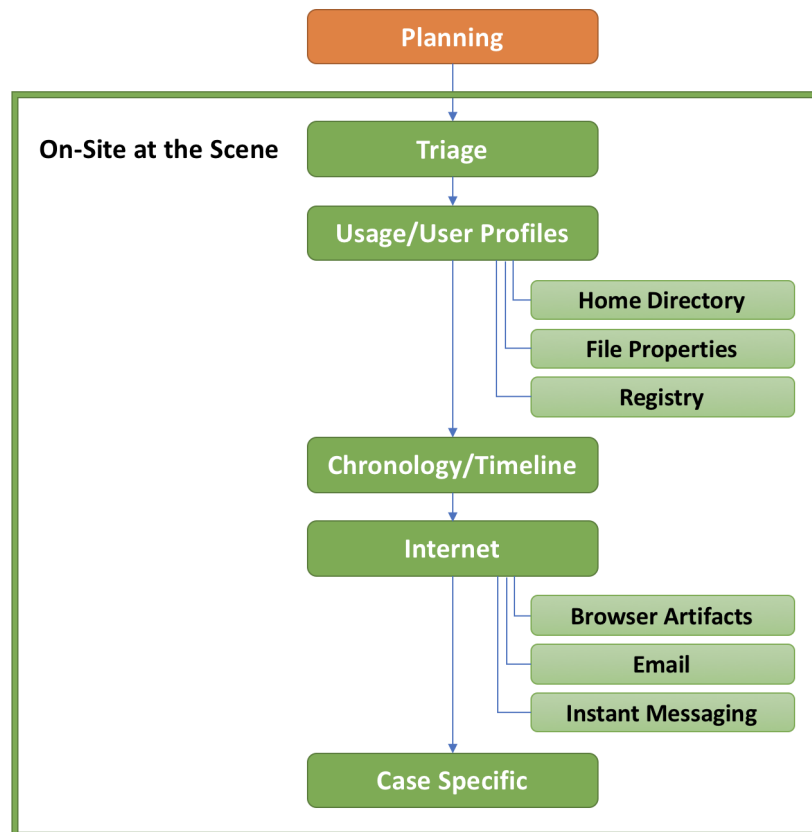 Planning
On-Site at the Scene
Triage
Usage/User Profiles
Home Directory
File Properties
Registry
Chronology/Timeline
Internet
Browser Artifacts
Email
Instant Messaging
Case Specific